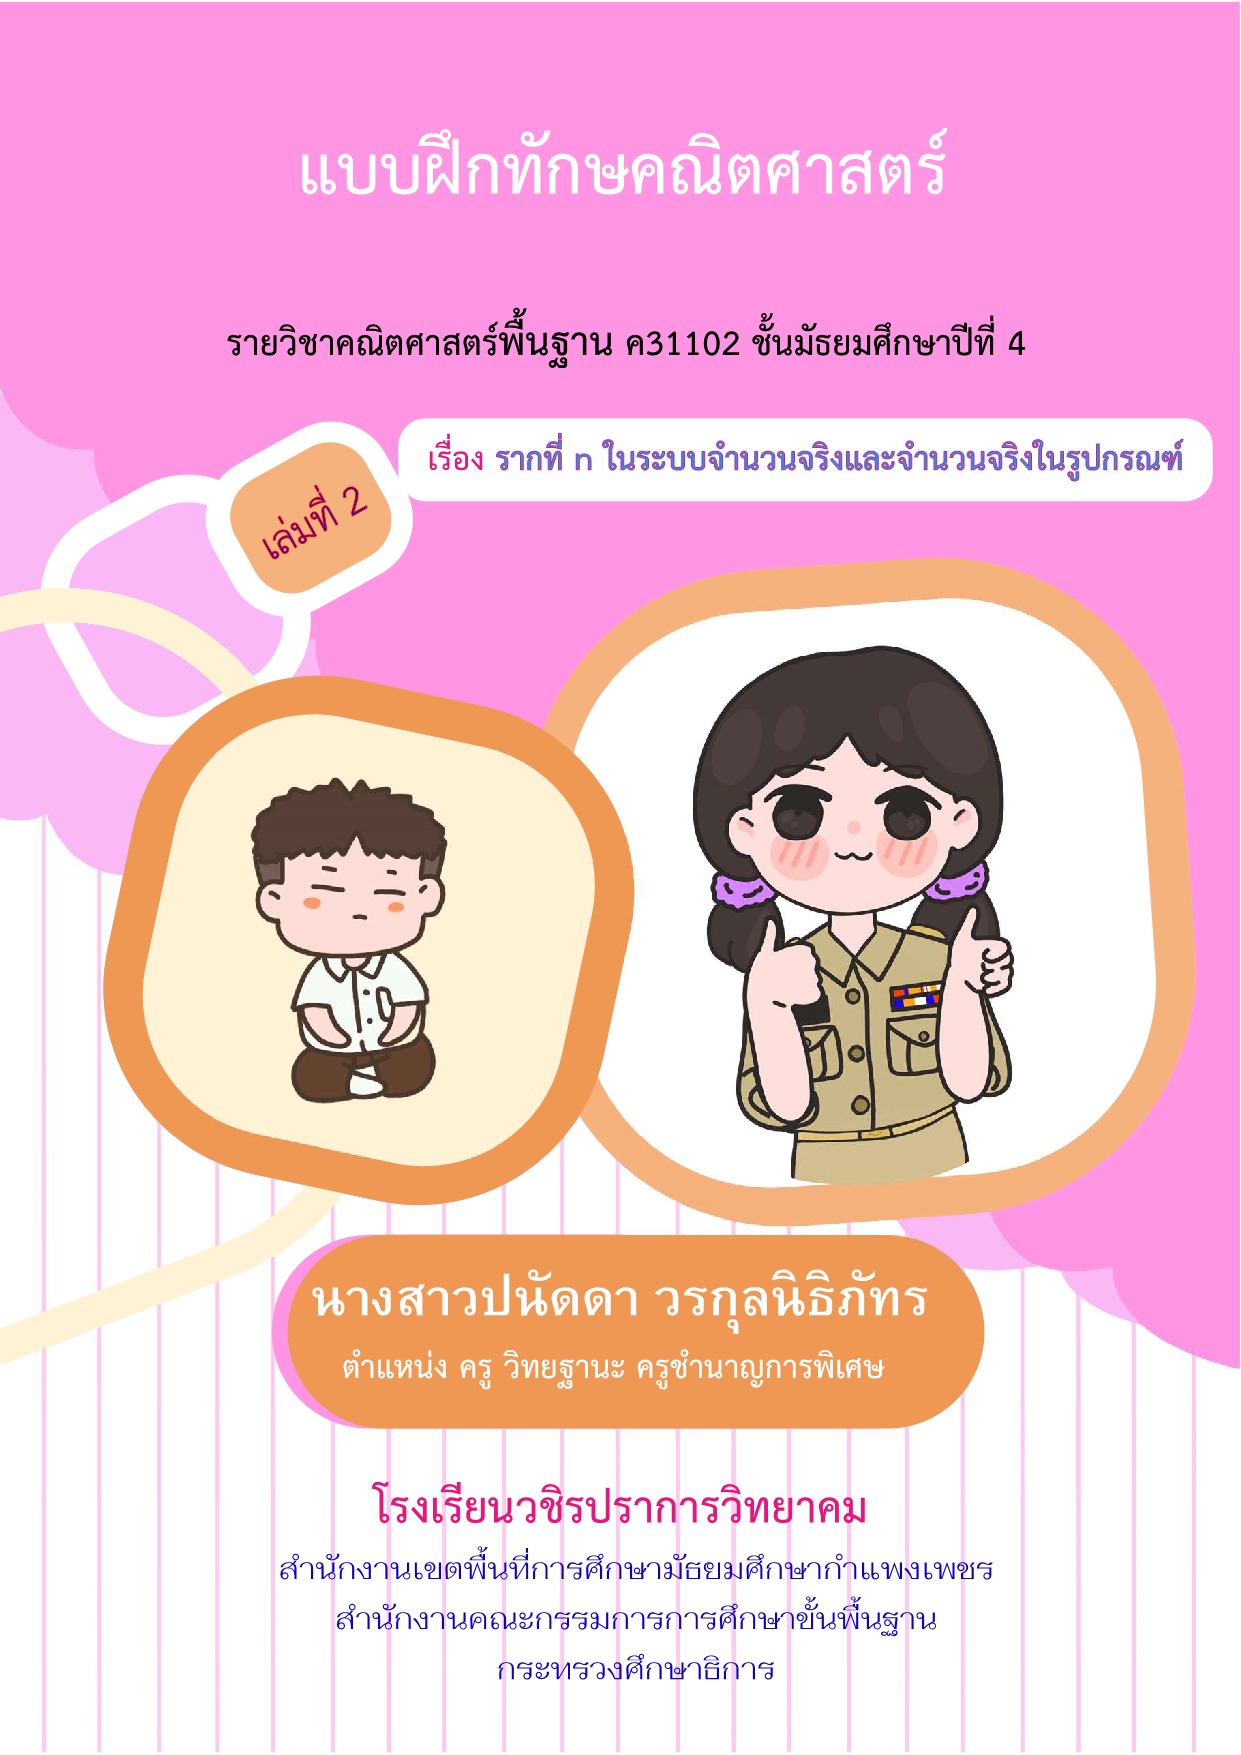 แบบฝึกทักษคณิตศาสตร์
รายวิชาคณิตศาสตร์พื้นฐาน ค31102 ชั้นมัธยมศึกษาปีที่ 4
เรื่อง รากที่ n ในระบบจำนวนจริงและจำนวนจริงในรูปกรณฑ์
เล่มที่ 2
นางสาวปนัดดา วรกุลนิธิภัทร
ตำแหน่ง ครู วิทยฐานะ ครูชำนาญการพิเศษ
โรงเรียนวชิรปราการวิทยาคม
สำนักงานเขตพื้นที่การศึกษามัธยมศึกษากำแพงเพชร
สำนักงานคณะกรรมการการศึกษาขั้นพื้นฐาน
กระทรวงศึกษาธิการ